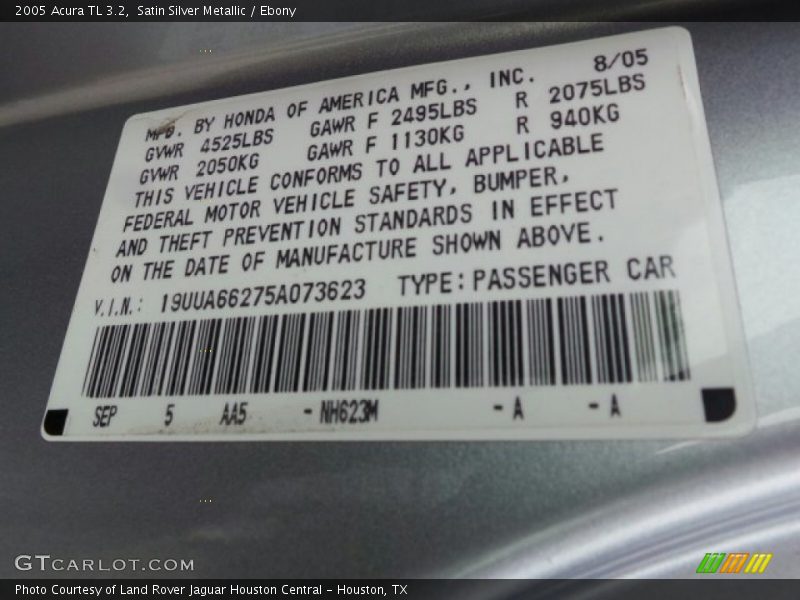 2005 Acura TL 3.2, Satin Silver Metallic / Ebony
MFD. BY HONDA OF AMERICA MFG., INC. 8/05
GVWR 4525LBS GAWR F 2495LBS R 2075LBS
GVWR 2050KG GAWR F 1130KG R 940KG
THIS VEHICLE CONFORMS TO ALL APPLICABLE
FEDERAL MOTOR VEHICLE SAFETY, BUMPER,
AND THEFT PREVENTION STANDARDS IN EFFECT
ON THE DATE OF MANUFACTURE SHOWN ABOVE.
V.I.N.: 19UUA66275A073623 TYPE: PASSENGER CAR
SEP 5 AA5 - NH623M - A - A
GTCARLOT.COM
Photo Courtesy of Land Rover Jaguar Houston Central - Houston, TX